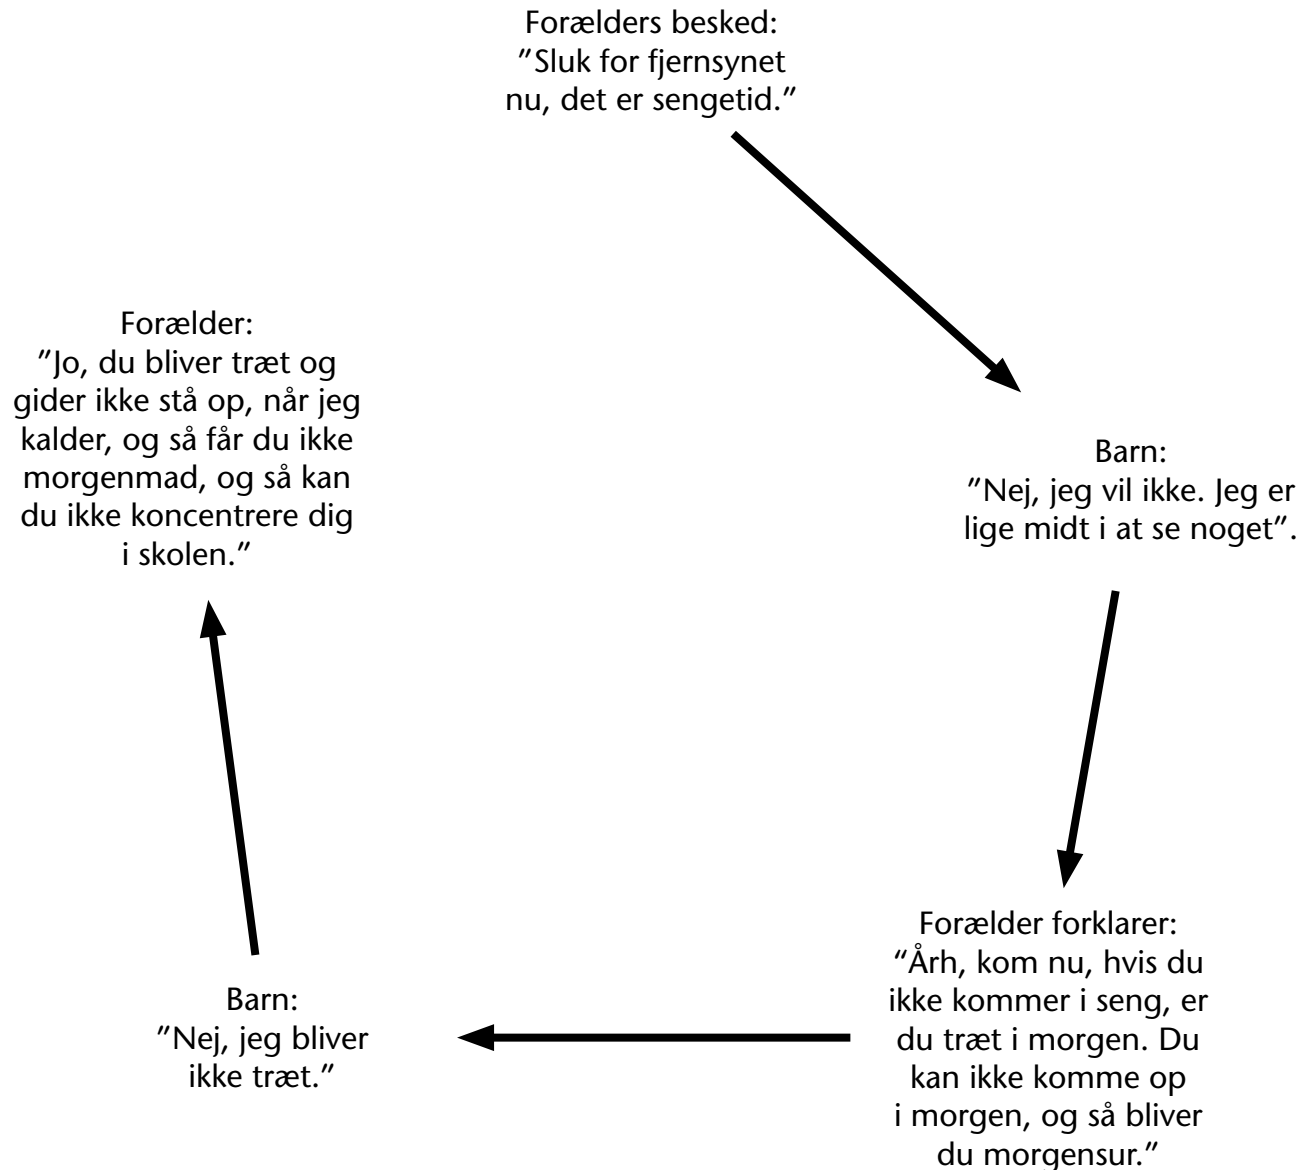 Forælders besked:
”Sluk for fjernsynet
nu, det er sengetid.”
Barn:
”Nej, jeg vil ikke. Jeg er
lige midt i at se noget”.
Forælder forklarer:
”Årh, kom nu, hvis du
ikke kommer i seng, er
du træt i morgen. Du
kan ikke komme op
i morgen, og så bliver
du morgensur.”
Barn:
”Nej, jeg bliver
ikke træt.”
Forælder:
”Jo, du bliver træt og
gider ikke stå op, når jeg
kalder, og så får du ikke
morgenmad, og så kan
du ikke koncentrere dig
i skolen.”